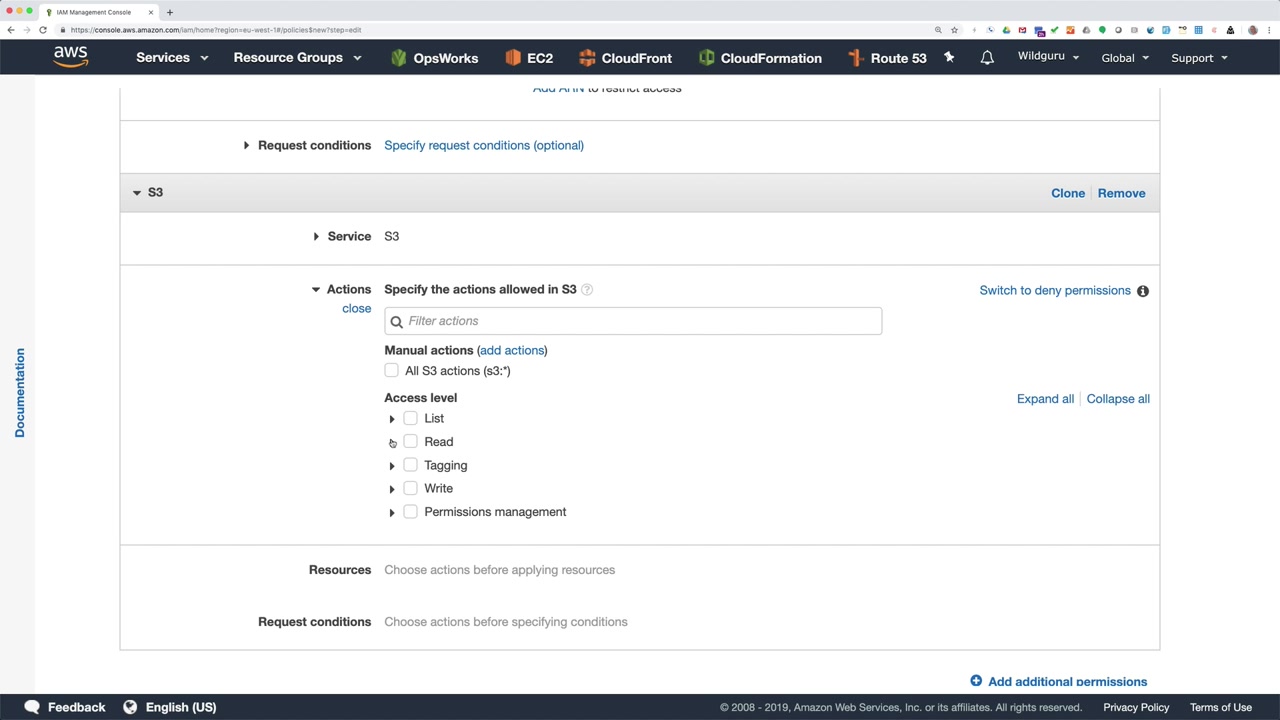 IAM Management Console
https://console.aws.amazon.com/iam/home?region=eu-west-1#/policies$new?step=edit
aws Services Resource Groups OpsWorks EC2 CloudFront CloudFormation Route 53 Wildguru Global Support
Add ARN to restrict access
Request conditions Specify request conditions (optional)
S3 Clone Remove
Service S3
Actions Specify the actions allowed in S3 Switch to deny permissions
close
Filter actions
Manual actions (add actions)
All S3 actions (s3:*)
Access level Expand all Collapse all
List
Read
Tagging
Write
Permissions management
Documentation
Resources Choose actions before applying resources
Request conditions Choose actions before specifying conditions
Add additional permissions
Feedback English (US) © 2008 - 2019, Amazon Web Services, Inc. or its affiliates. All rights reserved. Privacy Policy Terms of Use